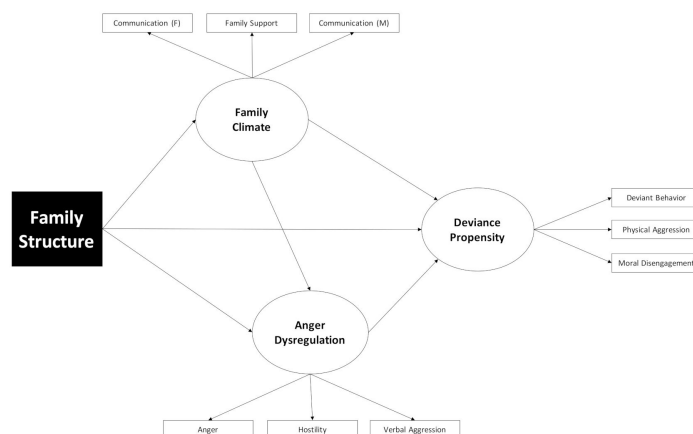 Communication (F)
Family Support
Communication (M)
Family
Climate
Family
Structure
Deviance
Propensity
Deviant Behavior
Physical Aggression
Moral Disengagement
Anger
Dysregulation
Anger
Hostility
Verbal Aggression